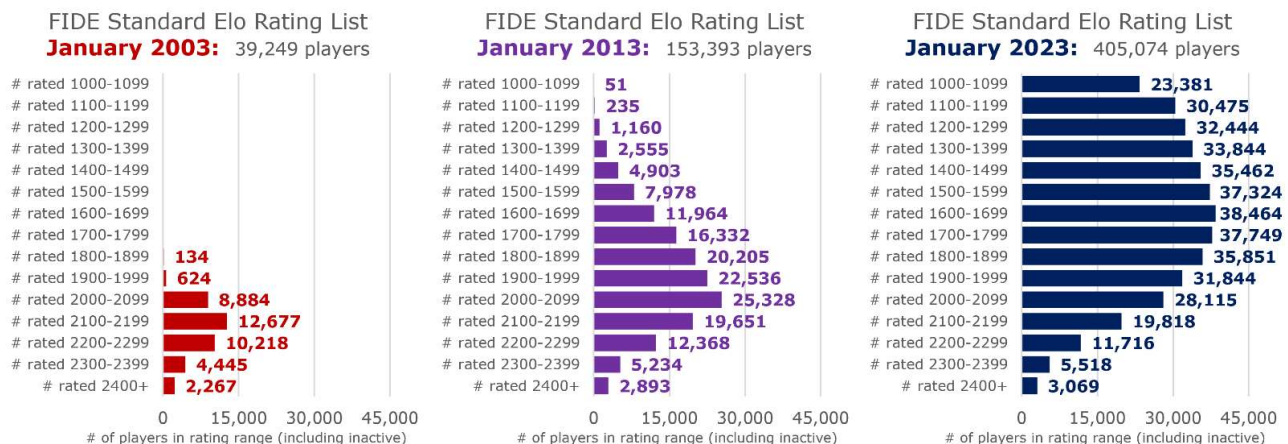 FIDE Standard Elo Rating List
January 2003: 39,249 players
# rated 1000-1099
# rated 1100-1199
# rated 1200-1299
# rated 1300-1399
# rated 1400-1499
# rated 1500-1599
# rated 1600-1699
# rated 1700-1799
# rated 1800-1899 134
# rated 1900-1999 624
# rated 2000-2099 8,884
# rated 2100-2199 12,677
# rated 2200-2299 10,218
# rated 2300-2399 4,445
# rated 2400+ 2,267
0 15,000 30,000 45,000
# of players in rating range (including inactive)
FIDE Standard Elo Rating List
January 2013: 153,393 players
# rated 1000-1099 51
# rated 1100-1199 235
# rated 1200-1299 1,160
# rated 1300-1399 2,555
# rated 1400-1499 4,903
# rated 1500-1599 7,978
# rated 1600-1699 11,964
# rated 1700-1799 16,332
# rated 1800-1899 20,205
# rated 1900-1999 22,536
# rated 2000-2099 25,328
# rated 2100-2199 19,651
# rated 2200-2299 12,368
# rated 2300-2399 5,234
# rated 2400+ 2,893
0 15,000 30,000 45,000
# of players in rating range (including inactive)
FIDE Standard Elo Rating List
January 2023: 405,074 players
# rated 1000-1099 23,381
# rated 1100-1199 30,475
# rated 1200-1299 32,444
# rated 1300-1399 33,844
# rated 1400-1499 35,462
# rated 1500-1599 37,324
# rated 1600-1699 38,464
# rated 1700-1799 37,749
# rated 1800-1899 35,851
# rated 1900-1999 31,844
# rated 2000-2099 28,115
# rated 2100-2199 19,818
# rated 2200-2299 11,716
# rated 2300-2399 5,518
# rated 2400+ 3,069
0 15,000 30,000 45,000
# of players in rating range (including inactive)